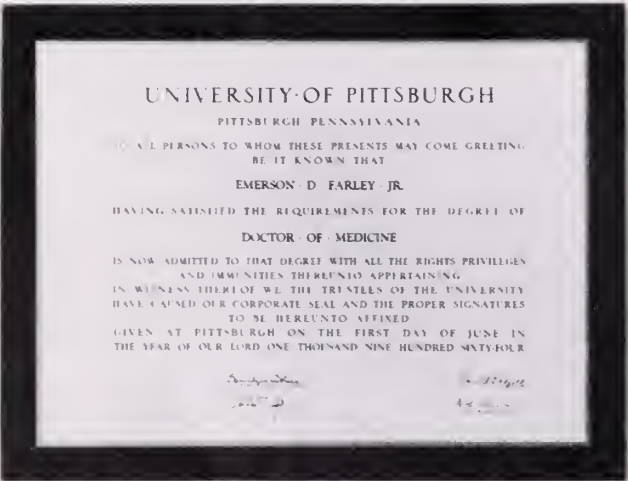 UNIVERSITY·OF PITTSBURGH
PITTSBURGH PENNSYLVANIA
TO ALL PERSONS TO WHOM THESE PRESENTS MAY COME GREETING
BE IT KNOWN THAT
EMERSON · D FARLEY · JR.
HAVING SATISFIED THE REQUIREMENTS FOR THE DEGREE OF
DOCTOR · OF · MEDICINE
IS NOW ADMITTED TO THAT DEGREE WITH ALL THE RIGHTS PRIVILEGES
AND IMMUNITIES THEREUNTO APPERTAINING
IN WITNESS THEREOF WE THE TRUSTEES OF THE UNIVERSITY
HAVE CAUSED OUR CORPORATE SEAL AND THE PROPER SIGNATURES
TO BE HEREUNTO AFFIXED
GIVEN AT PITTSBURGH ON THE FIRST DAY OF JUNE IN
THE YEAR OF OUR LORD ONE THOUSAND NINE HUNDRED SIXTY-FOUR